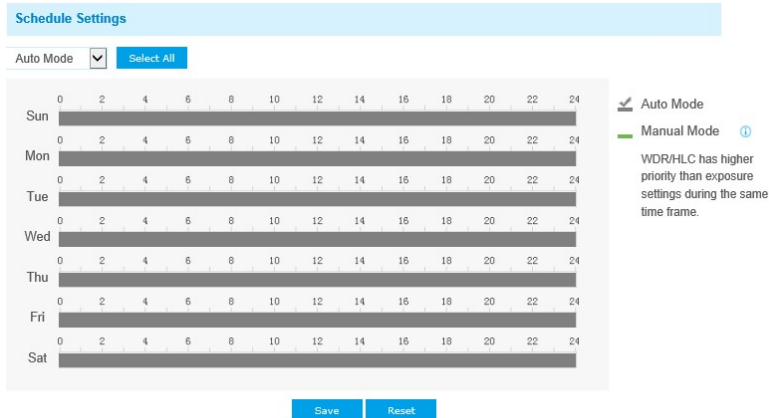 Schedule Settings
Auto Mode Select All
0 2 4 6 8 10 12 14 16 18 20 22 24
Sun
0 2 4 6 8 10 12 14 16 18 20 22 24
Mon
0 2 4 6 8 10 12 14 16 18 20 22 24
Tue
0 2 4 6 8 10 12 14 16 18 20 22 24
Wed
0 2 4 6 8 10 12 14 16 18 20 22 24
Thu
0 2 4 6 8 10 12 14 16 18 20 22 24
Fri
0 2 4 6 8 10 12 14 16 18 20 22 24
Sat
Auto Mode
Manual Mode
WDR/HLC has higher
priority than exposure
settings during the same
time frame.
Save Reset